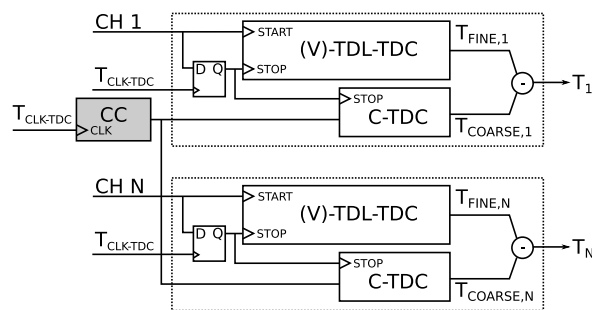 CH 1
START
(V)-TDL-TDC
T_FINE,1
T_CLK-TDC
D Q
STOP
-
T_1
STOP
C-TDC
T_COARSE,1
T_CLK-TDC
CC
CLK
CH N
START
(V)-TDL-TDC
T_FINE,N
T_CLK-TDC
D Q
STOP
-
T_N
STOP
C-TDC
T_COARSE,N